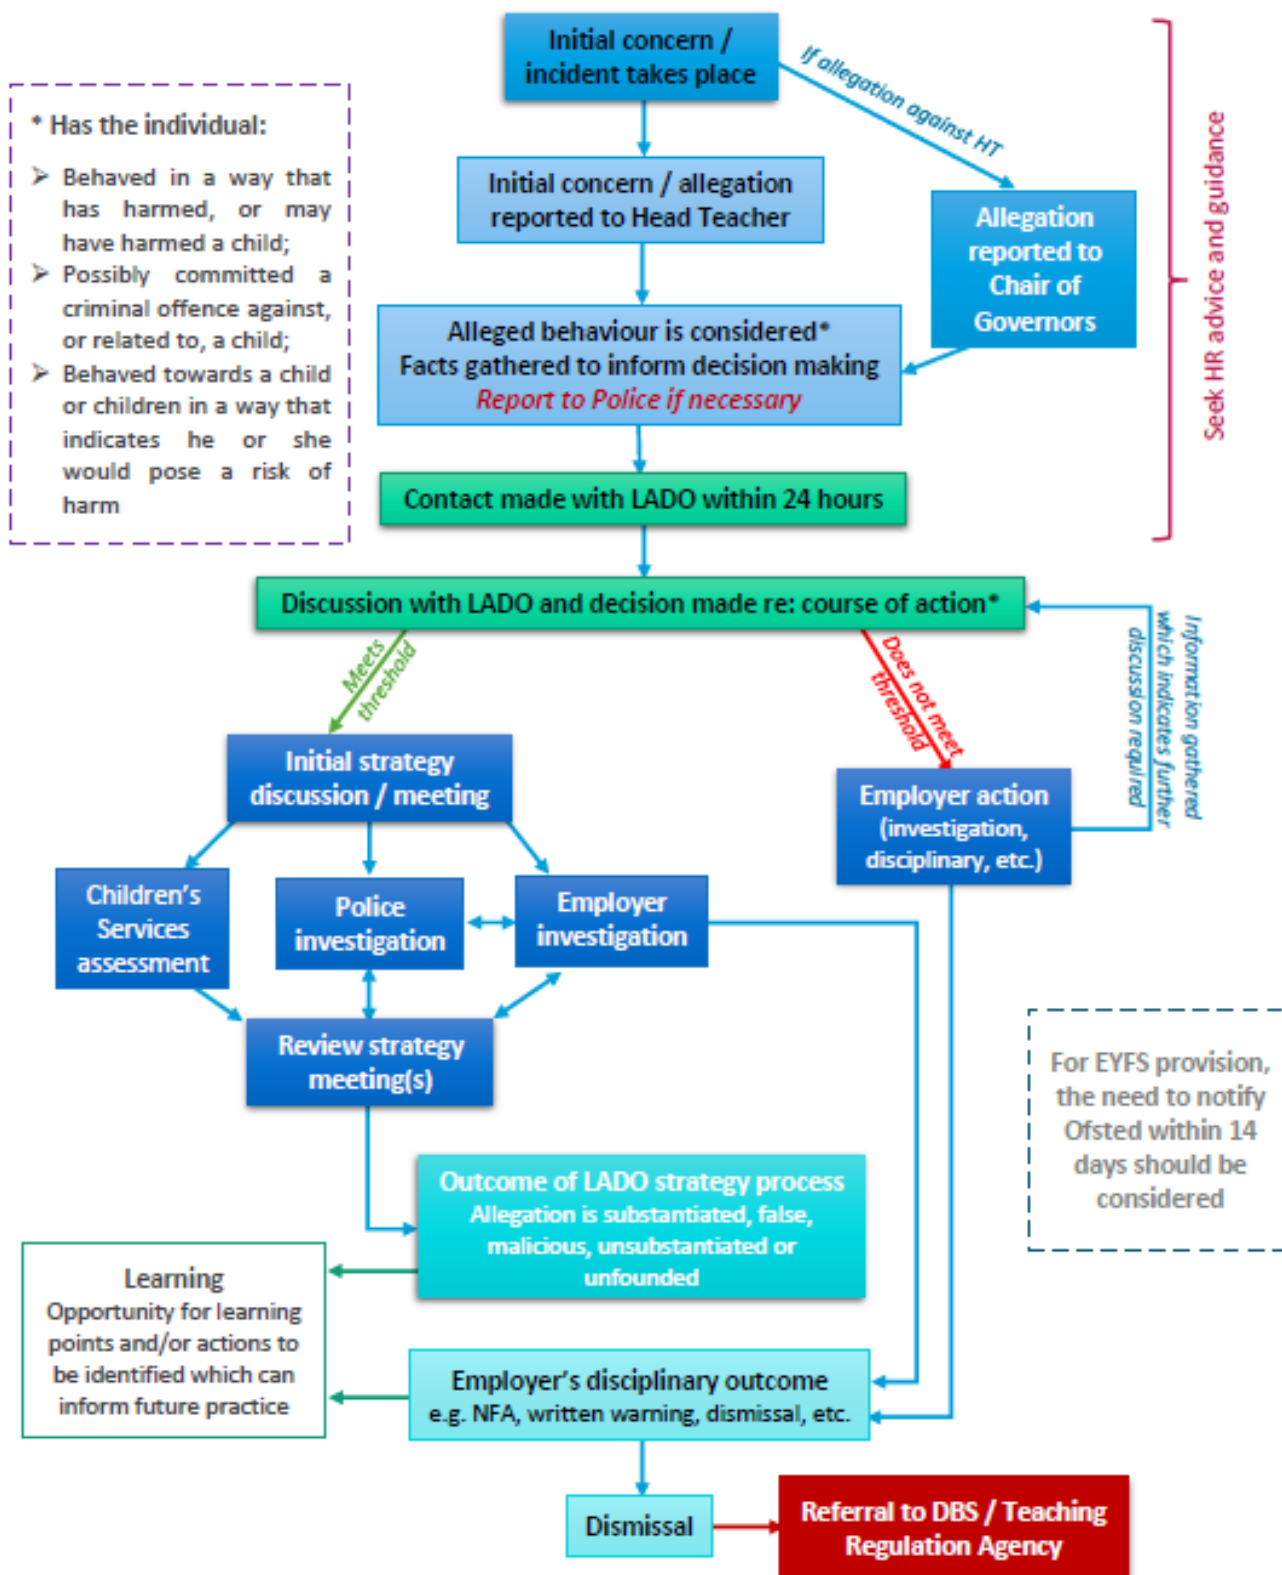 Initial concern /
incident takes place
If allegation against HT
* Has the individual:
➢ Behaved in a way that
has harmed, or may
have harmed a child;
➢ Possibly committed a
criminal offence against,
or related to, a child;
➢ Behaved towards a child
or children in a way that
indicates he or she
would pose a risk of
harm
Initial concern / allegation
reported to Head Teacher
Allegation
reported to
Chair of
Governors
Seek HR advice and guidance
Alleged behaviour is considered*
Facts gathered to inform decision making
Report to Police if necessary
Contact made with LADO within 24 hours
Discussion with LADO and decision made re: course of action*
Meets
threshold
Does not meet
threshold
Information gathered
which indicates further
discussion required
Initial strategy
discussion / meeting
Employer action
(investigation,
disciplinary, etc.)
Children's
Services
assessment
Police
investigation
Employer
investigation
Review strategy
meeting(s)
For EYFS provision,
the need to notify
Ofsted within 14
days should be
considered
Outcome of LADO strategy process
Allegation is substantiated, false,
malicious, unsubstantiated or
unfounded
Learning
Opportunity for learning
points and/or actions to
be identified which can
inform future practice
Employer's disciplinary outcome
e.g. NFA, written warning, dismissal, etc.
Dismissal
Referral to DBS / Teaching
Regulation Agency